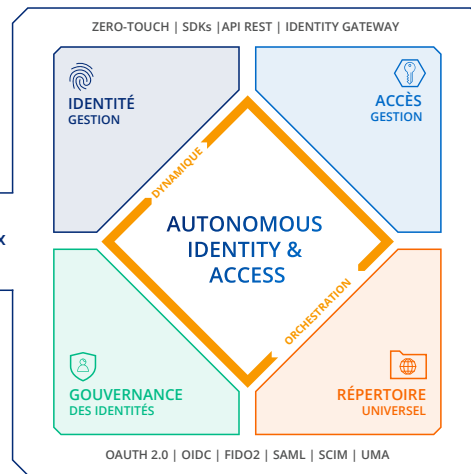 ZERO-TOUCH | SDKs |API REST | IDENTITY GATEWAY
IDENTITÉ
GESTION
ACCÈS
GESTION
DYNAMIQUE
AUTONOMOUS
IDENTITY &
ACCESS
X
ORCHESTRATION
GOUVERNANCE
DES IDENTITÉS
RÉPERTOIRE
UNIVERSEL
OAUTH 2.0 | OIDC | FIDO2 | SAML | SCIM | UMA